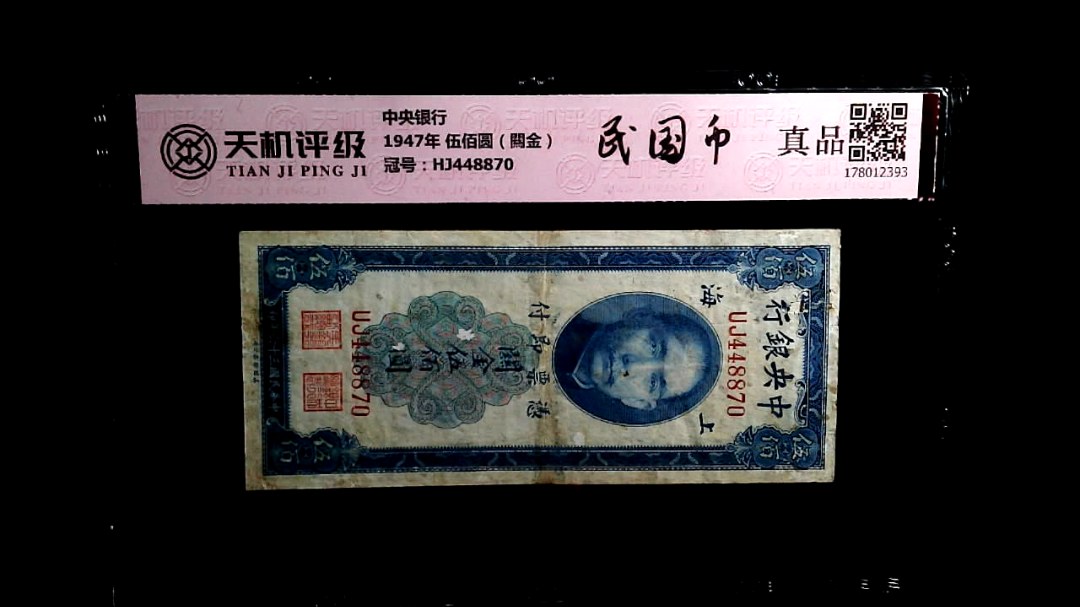 天机评级
TIAN JI PING JI
中央银行
1947年 伍佰圆（關金）
冠号：HJ448870
民国币
真品
178012393
伍佰
伍佰
中央銀行
上海
UJ448870
憑票即付
關金伍佰圓
UJ448870
伍佰
伍佰